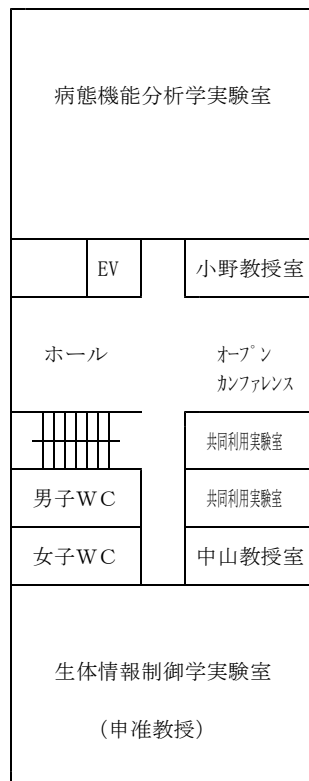 病態機能分析学実験室
EV
小野教授室
ホール
オープン
カンファレンス
共同利用実験室
男子WC
共同利用実験室
女子WC
中山教授室
生体情報制御学実験室
(申准教授)